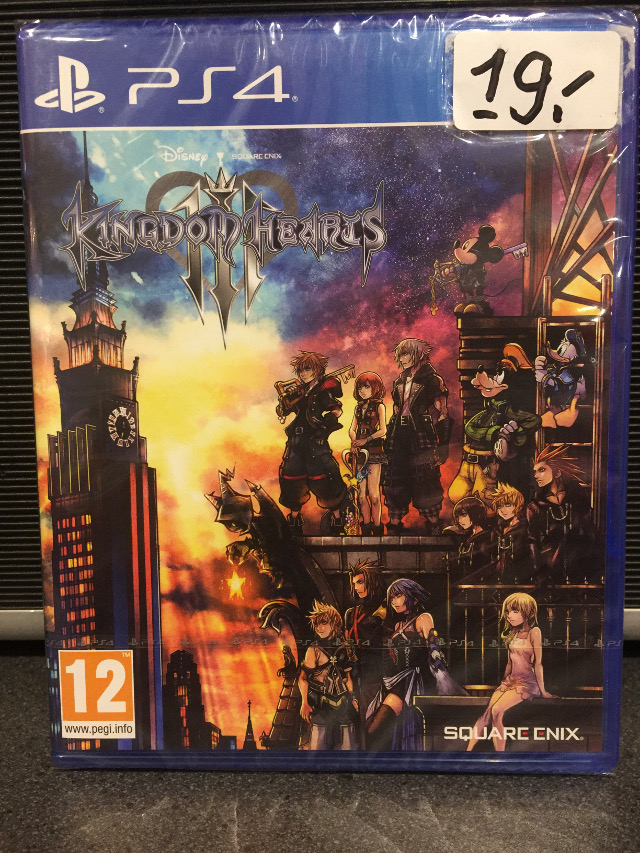 PS4
19.-
Disney SQUARE ENIX
KINGDOM HEARTS
III
12
www.pegi.info
SQUARE ENIX